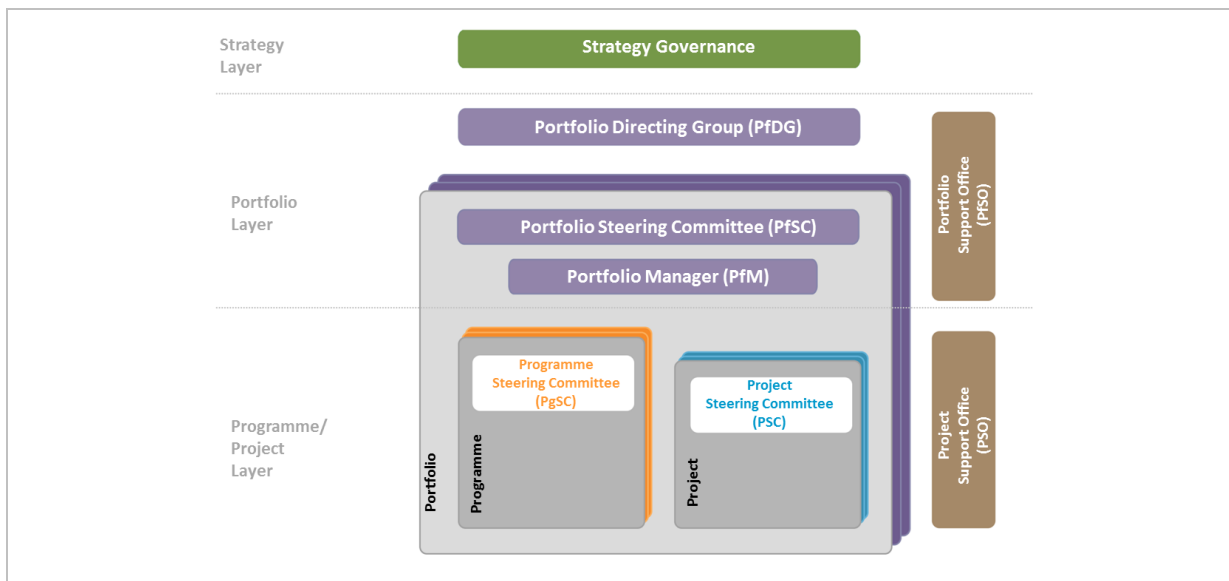 Strategy
Layer
Strategy Governance
Portfolio Directing Group (PfDG)
Portfolio
Layer
Portfolio Steering Committee (PfSC)
Portfolio Manager (PfM)
Portfolio
Support Office
(PfSO)
Programme/
Project
Layer
Portfolio
Programme
Programme
Steering Committee
(PgSC)
Project
Project
Steering Committee
(PSC)
Project
Support Office
(PSO)